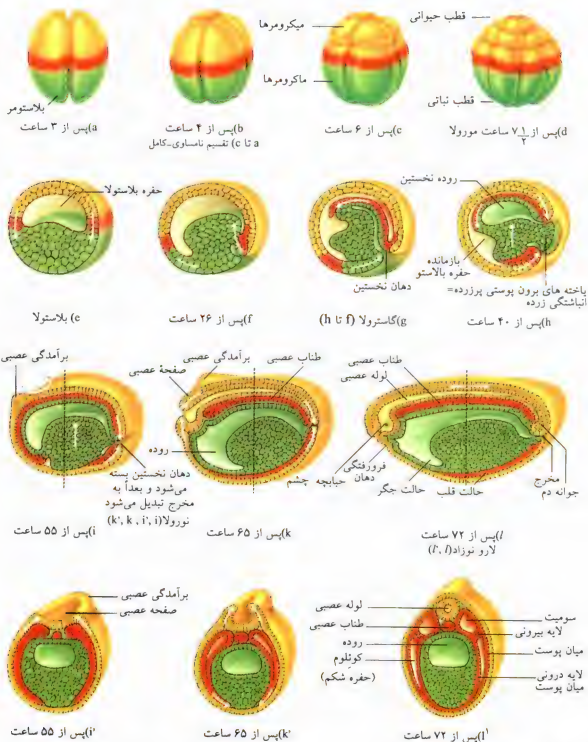 میکرومرها
قطب حیوانی
ماکرومرها
قطب نباتی
بلاستومر
a)پس از ۳ ساعت
b)پس از ۴ ساعت
a تا c) تقسیم نامساوی-کامل
c)پس از ۶ ساعت
d)پس از ۷ ۱/۲ ساعت مورولا
حفره بلاستولا
روده نخستین
دهان نخستین
بازمانده
حفره بالاستو
یاخته های برون پوستی پرزرده=
انباشتگی زرده
e) بلاستولا
f)پس از ۲۶ ساعت
g)گاسترولا (f تا h)
h)پس از ۴۰ ساعت
برآمدگی عصبی
صفحهٔ عصبی
برآمدگی عصبی
طناب عصبی
طناب عصبی
لوله عصبی
روده
دهان نخستین بسته
می‌شود و بعداً به
مخرج تبدیل می‌شود
نورولا(k', k , i', i)
فرورفتگی
دهان
حبابچه چشم
حالت جگر
حالت قلب
مخرج
جوانه دم
i)پس از ۵۵ ساعت
k)پس از ۶۵ ساعت
l)پس از ۷۲ ساعت
لارو نوزاد(l', l)
برآمدگی عصبی
صفحه عصبی
لوله عصبی
طناب عصبی
روده
کوئلوم
(حفره شکم)
سومیت
لایه بیرونی
میان پوست
لایه درونی
میان پوست
i')پس از ۵۵ ساعت
k')پس از ۶۵ ساعت
l')پس از ۷۲ ساعت